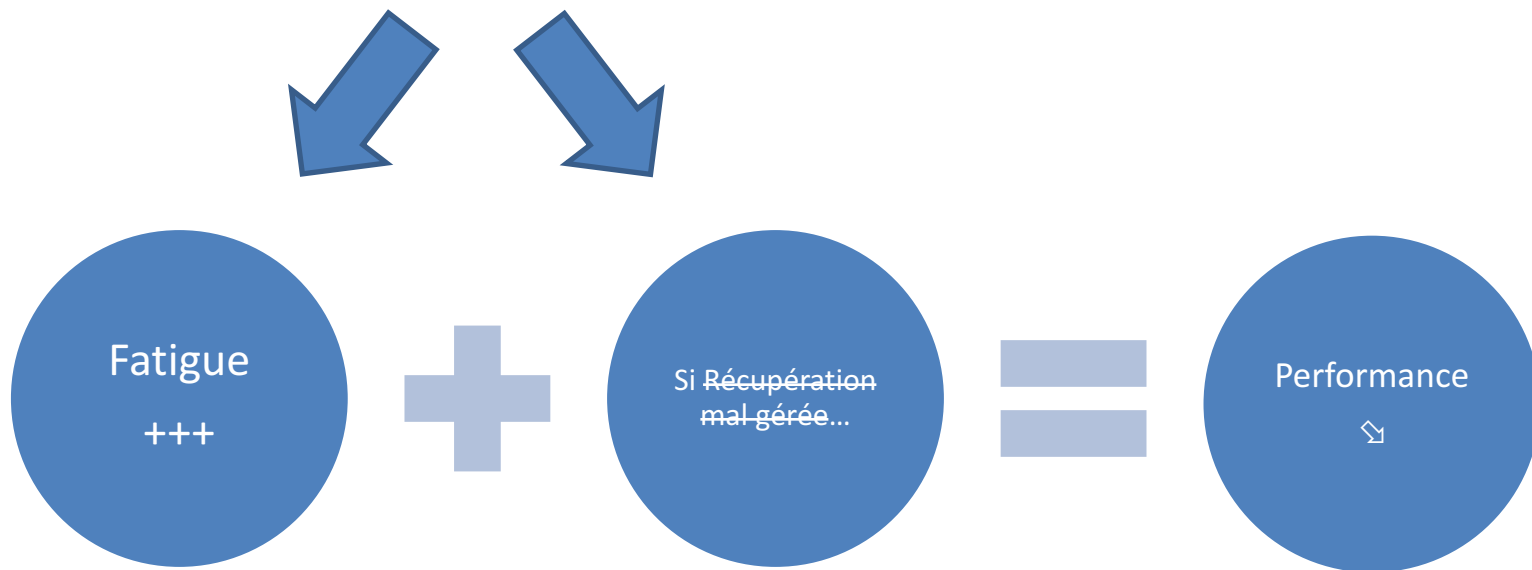 Fatigue
+++
Si Récupération
mal gérée...
Performance
⬂